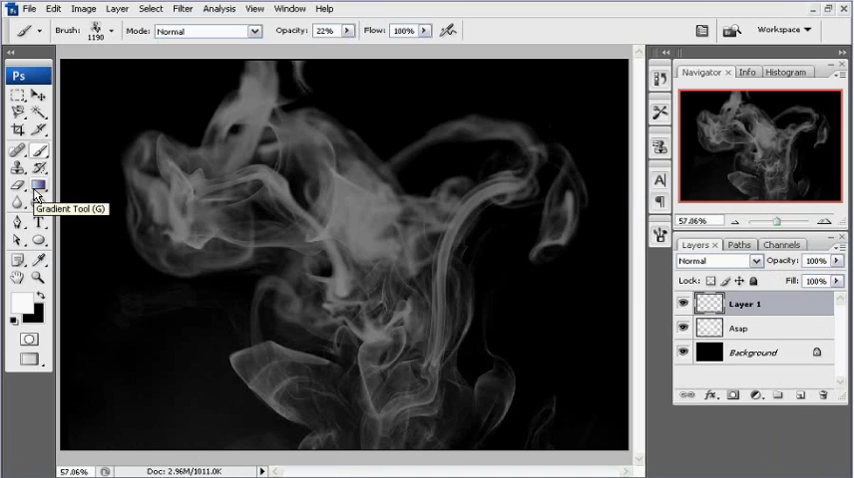 File Edit Image Layer Select Filter Analysis View Window Help
Brush: 1190 Mode: Normal Opacity: 22% Flow: 100% Workspace
Ps
Navigator Info Histogram
Gradient Tool (G)
57.06%
Layers Paths Channels
Normal Opacity: 100%
Lock: Fill: 100%
Layer 1
Asap
Background
57.06% Doc: 2.96M/1011.0K